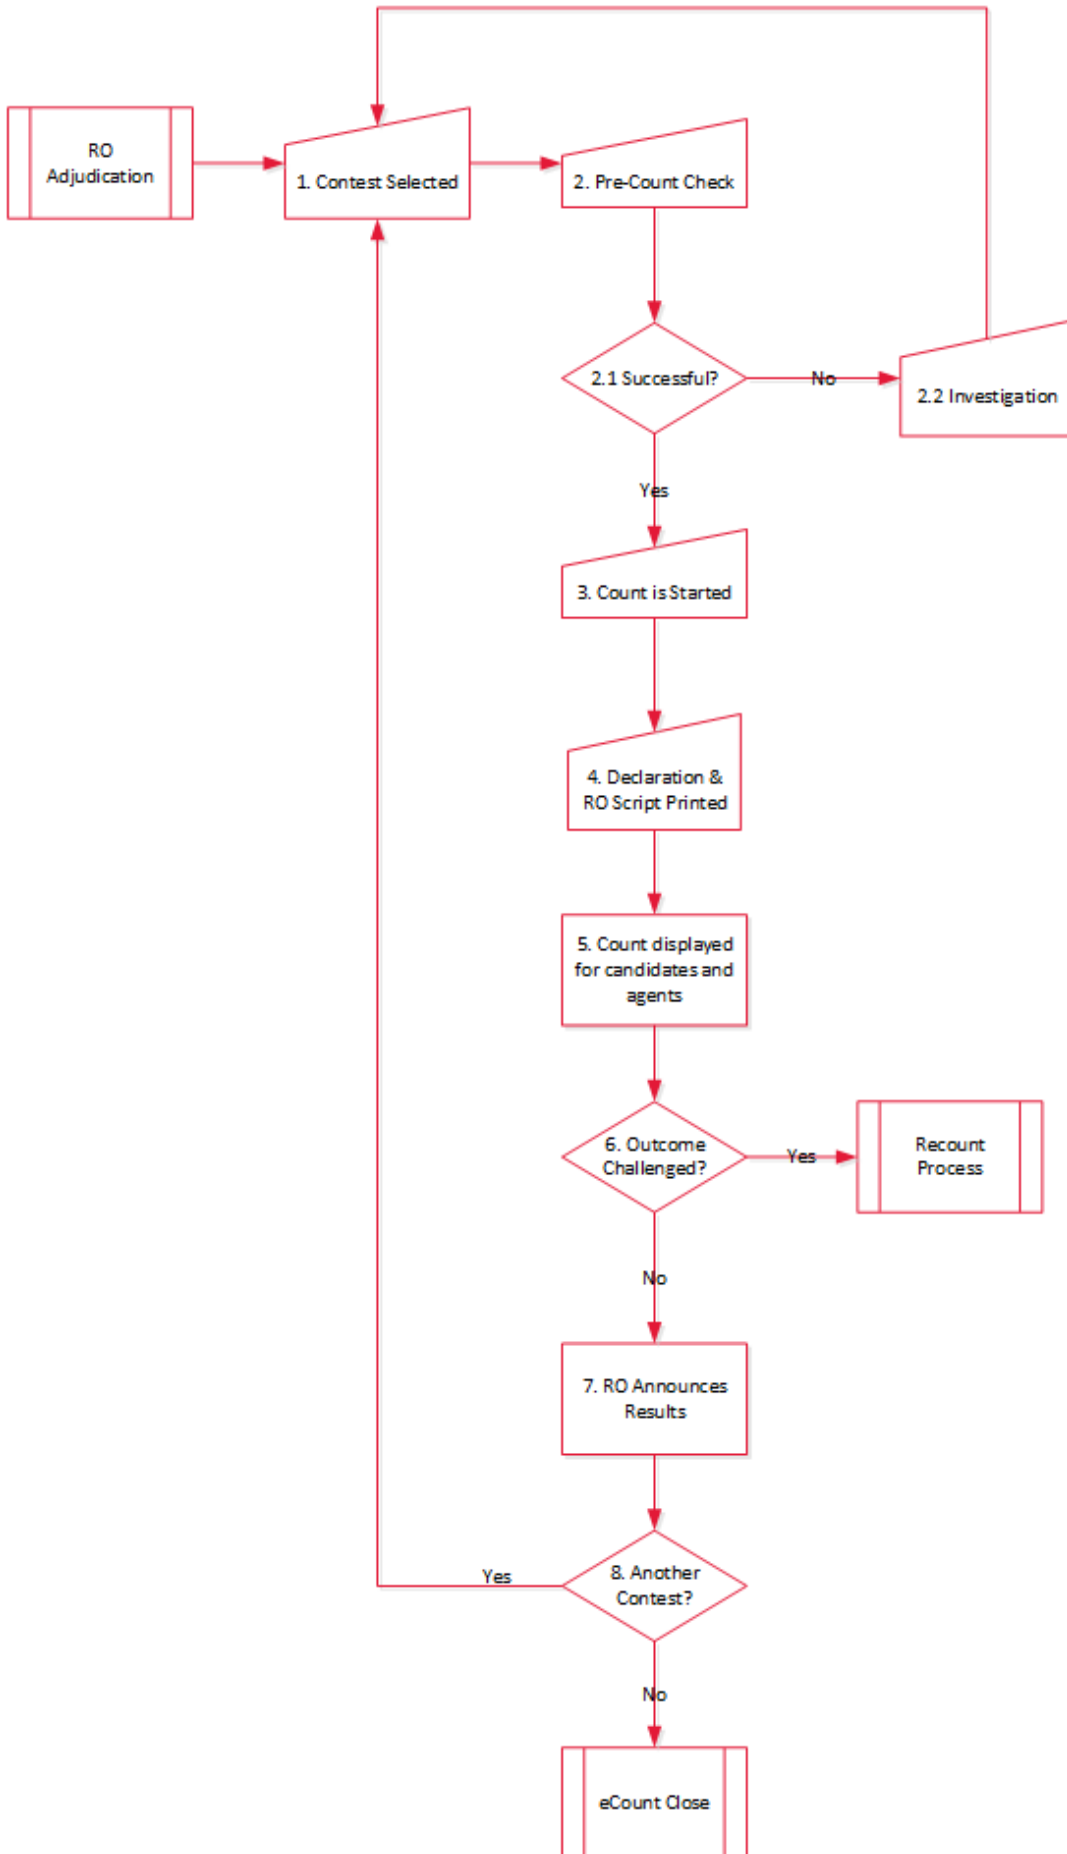 RO
Adjudication
1. Contest Selected
2. Pre-Count Check
2.1 Successful?
No
2.2 Investigation
Yes
3. Count is Started
4. Declaration &
RO Script Printed
5. Count displayed
for candidates and
agents
6. Outcome
Challenged?
Yes
Recount
Process
No
7. RO Announces
Results
8. Another
Contest?
Yes
No
eCount Close